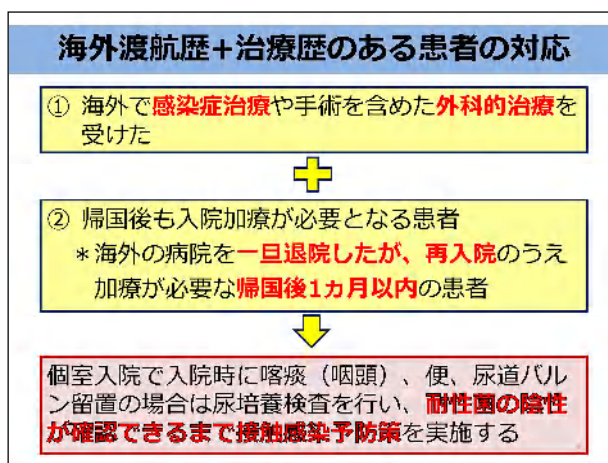 海外渡航歴+治療歴のある患者の対応
① 海外で感染症治療や手術を含めた外科的治療を
受けた
② 帰国後も入院加療が必要となる患者
＊海外の病院を一旦退院したが、再入院のうえ
加療が必要な帰国後1カ月以内の患者
個室入院で入院時に喀痰（咽頭）、便、尿道バル
ン留置の場合は尿培養検査を行い、耐性菌の陰性
が確認できるまで接触感染予防策を実施する